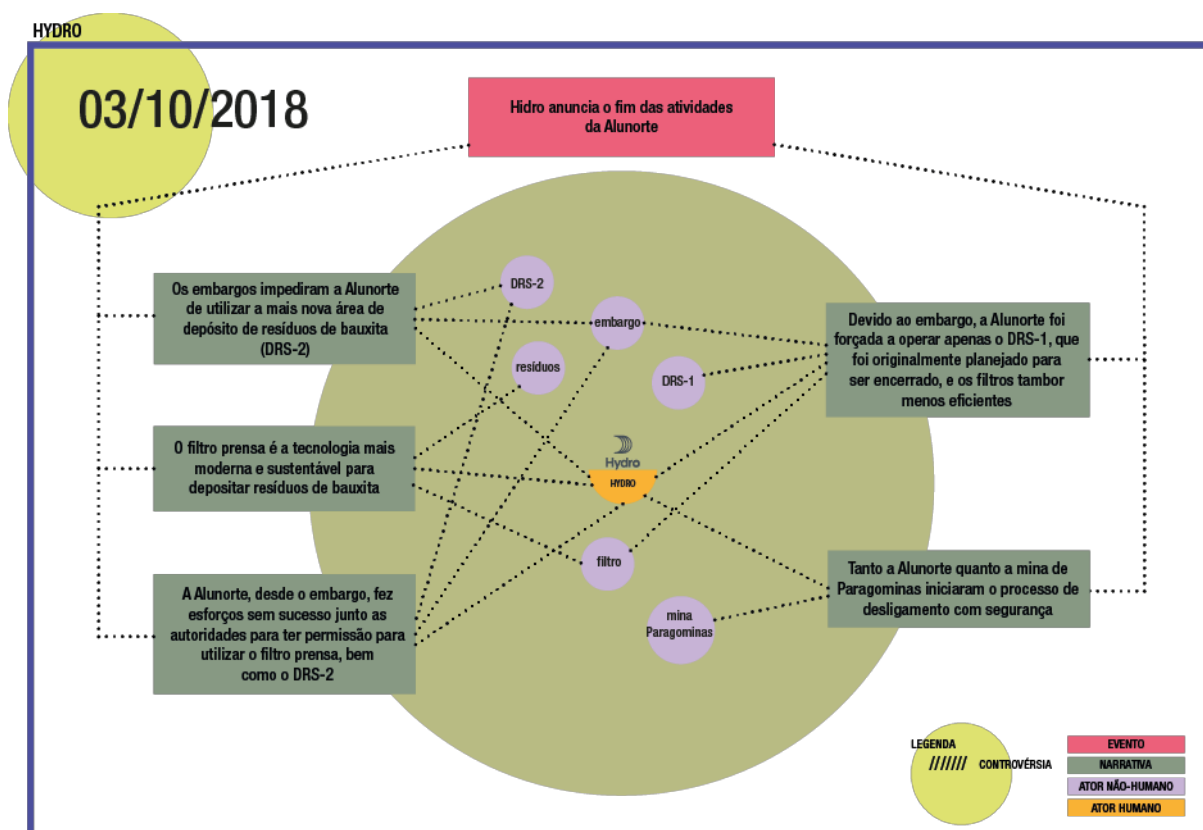 HYDRO
03/10/2018
Hidro anuncia o fim das atividades
da Alunorte
Os embargos impediram a Alunorte
de utilizar a mais nova área de
depósito de resíduos de bauxita
(DRS-2)
O filtro prensa é a tecnologia mais
moderna e sustentável para
depositar resíduos de bauxita
A Alunorte, desde o embargo, fez
esforços sem sucesso junto as
autoridades para ter permissão para
utilizar o filtro prensa, bem
como o DRS-2
DRS-2
embargo
resíduos
DRS-1
Hydro
HYDRO
filtro
mina
Paragominas
Devido ao embargo, a Alunorte foi
forçada a operar apenas o DRS-1, que
foi originalmente planejado para
ser encerrado, e os filtros tambor
menos eficientes
Tanto a Alunorte quanto a mina de
Paragominas iniciaram o processo de
desligamento com segurança
LEGENDA
/////// CONTROVÉRSIA
EVENTO
NARRATIVA
ATOR NÃO-HUMANO
ATOR HUMANO